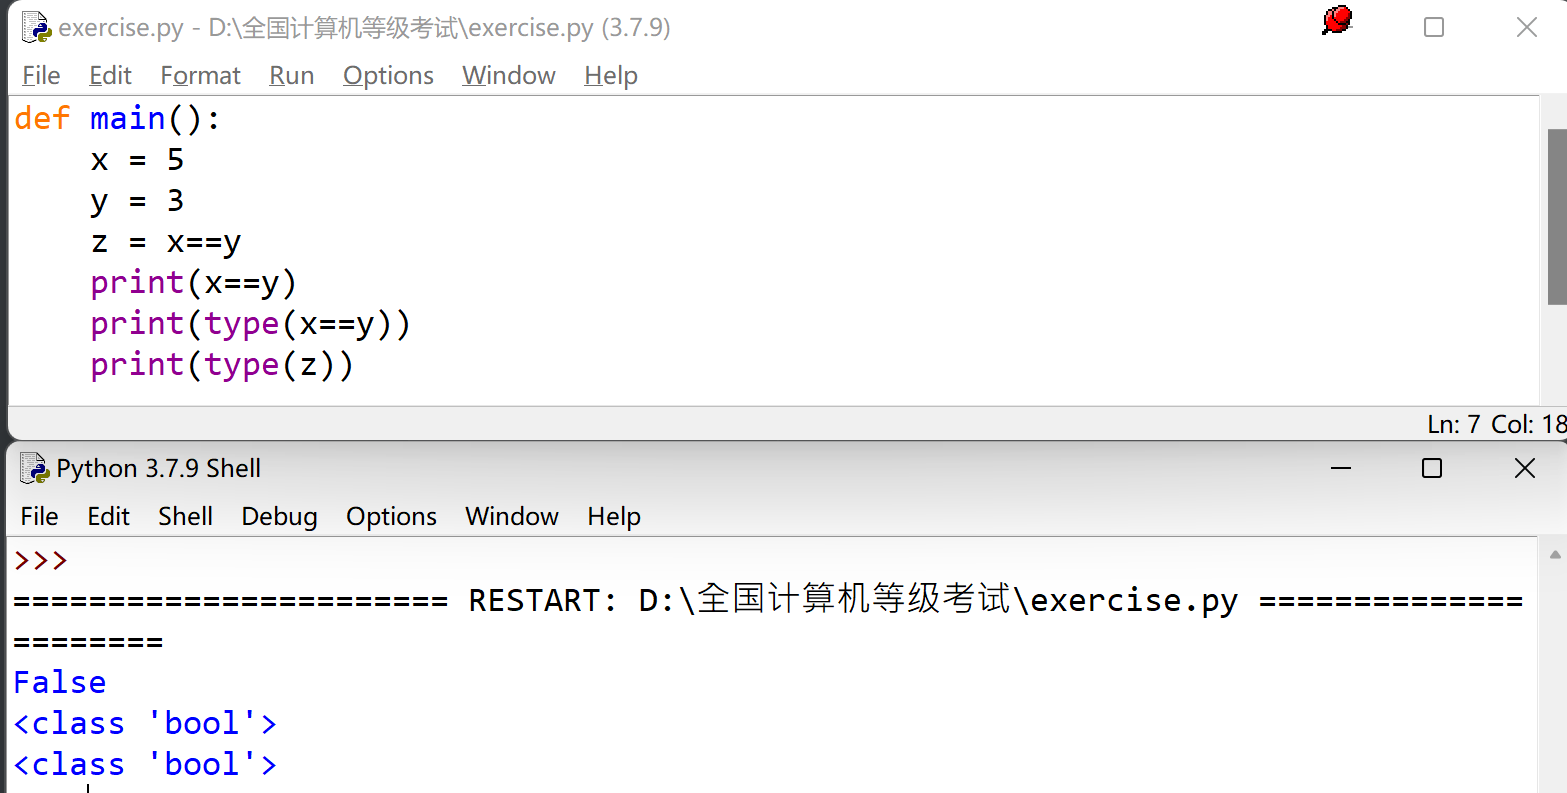 exercise.py - D:\全国计算机等级考试\exercise.py (3.7.9)
File Edit Format Run Options Window Help
def main():
    x = 5
    y = 3
    z = x==y
    print(x==y)
    print(type(x==y))
    print(type(z))
Ln: 7 Col: 18
Python 3.7.9 Shell
File Edit Shell Debug Options Window Help
>>>
======================= RESTART: D:\全国计算机等级考试\exercise.py ==============
========
False
<class 'bool'>
<class 'bool'>